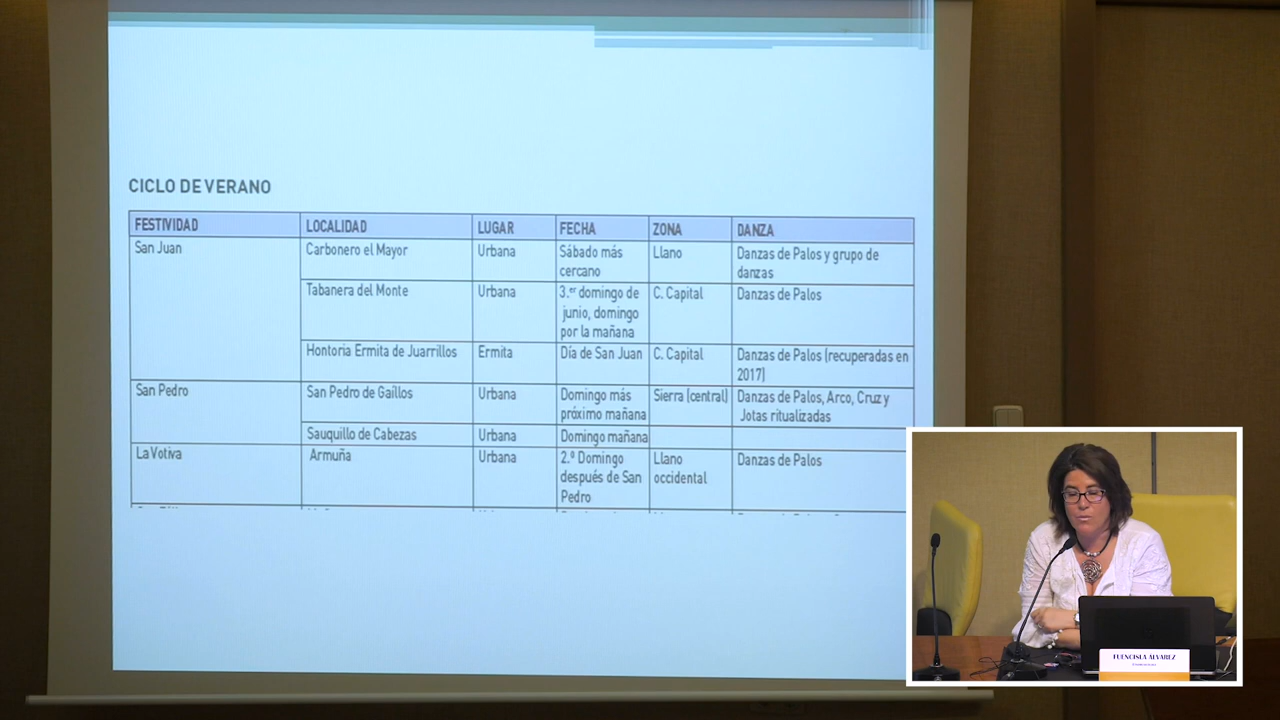 CICLO DE VERANO
FESTIVIDAD LOCALIDAD LUGAR FECHA ZONA DANZA
San Juan Carbonero el Mayor Urbana Sábado más cercano Llano Danzas de Palos y grupo de danzas
Tabanera del Monte Urbana 3.er domingo de junio, domingo por la mañana C. Capital Danzas de Palos
Hontoria Ermita de Juarrillos Ermita Día de San Juan C. Capital Danzas de Palos (recuperadas en 2017)
San Pedro San Pedro de Gaíllos Urbana Domingo más próximo mañana Sierra (central) Danzas de Palos, Arco, Cruz y Jotas ritualizadas
Sauquillo de Cabezas Urbana Domingo mañana
La Votiva Armuña Urbana 2.º Domingo después de San Pedro Llano occidental Danzas de Palos
FUENCISLA ÁLVAREZ